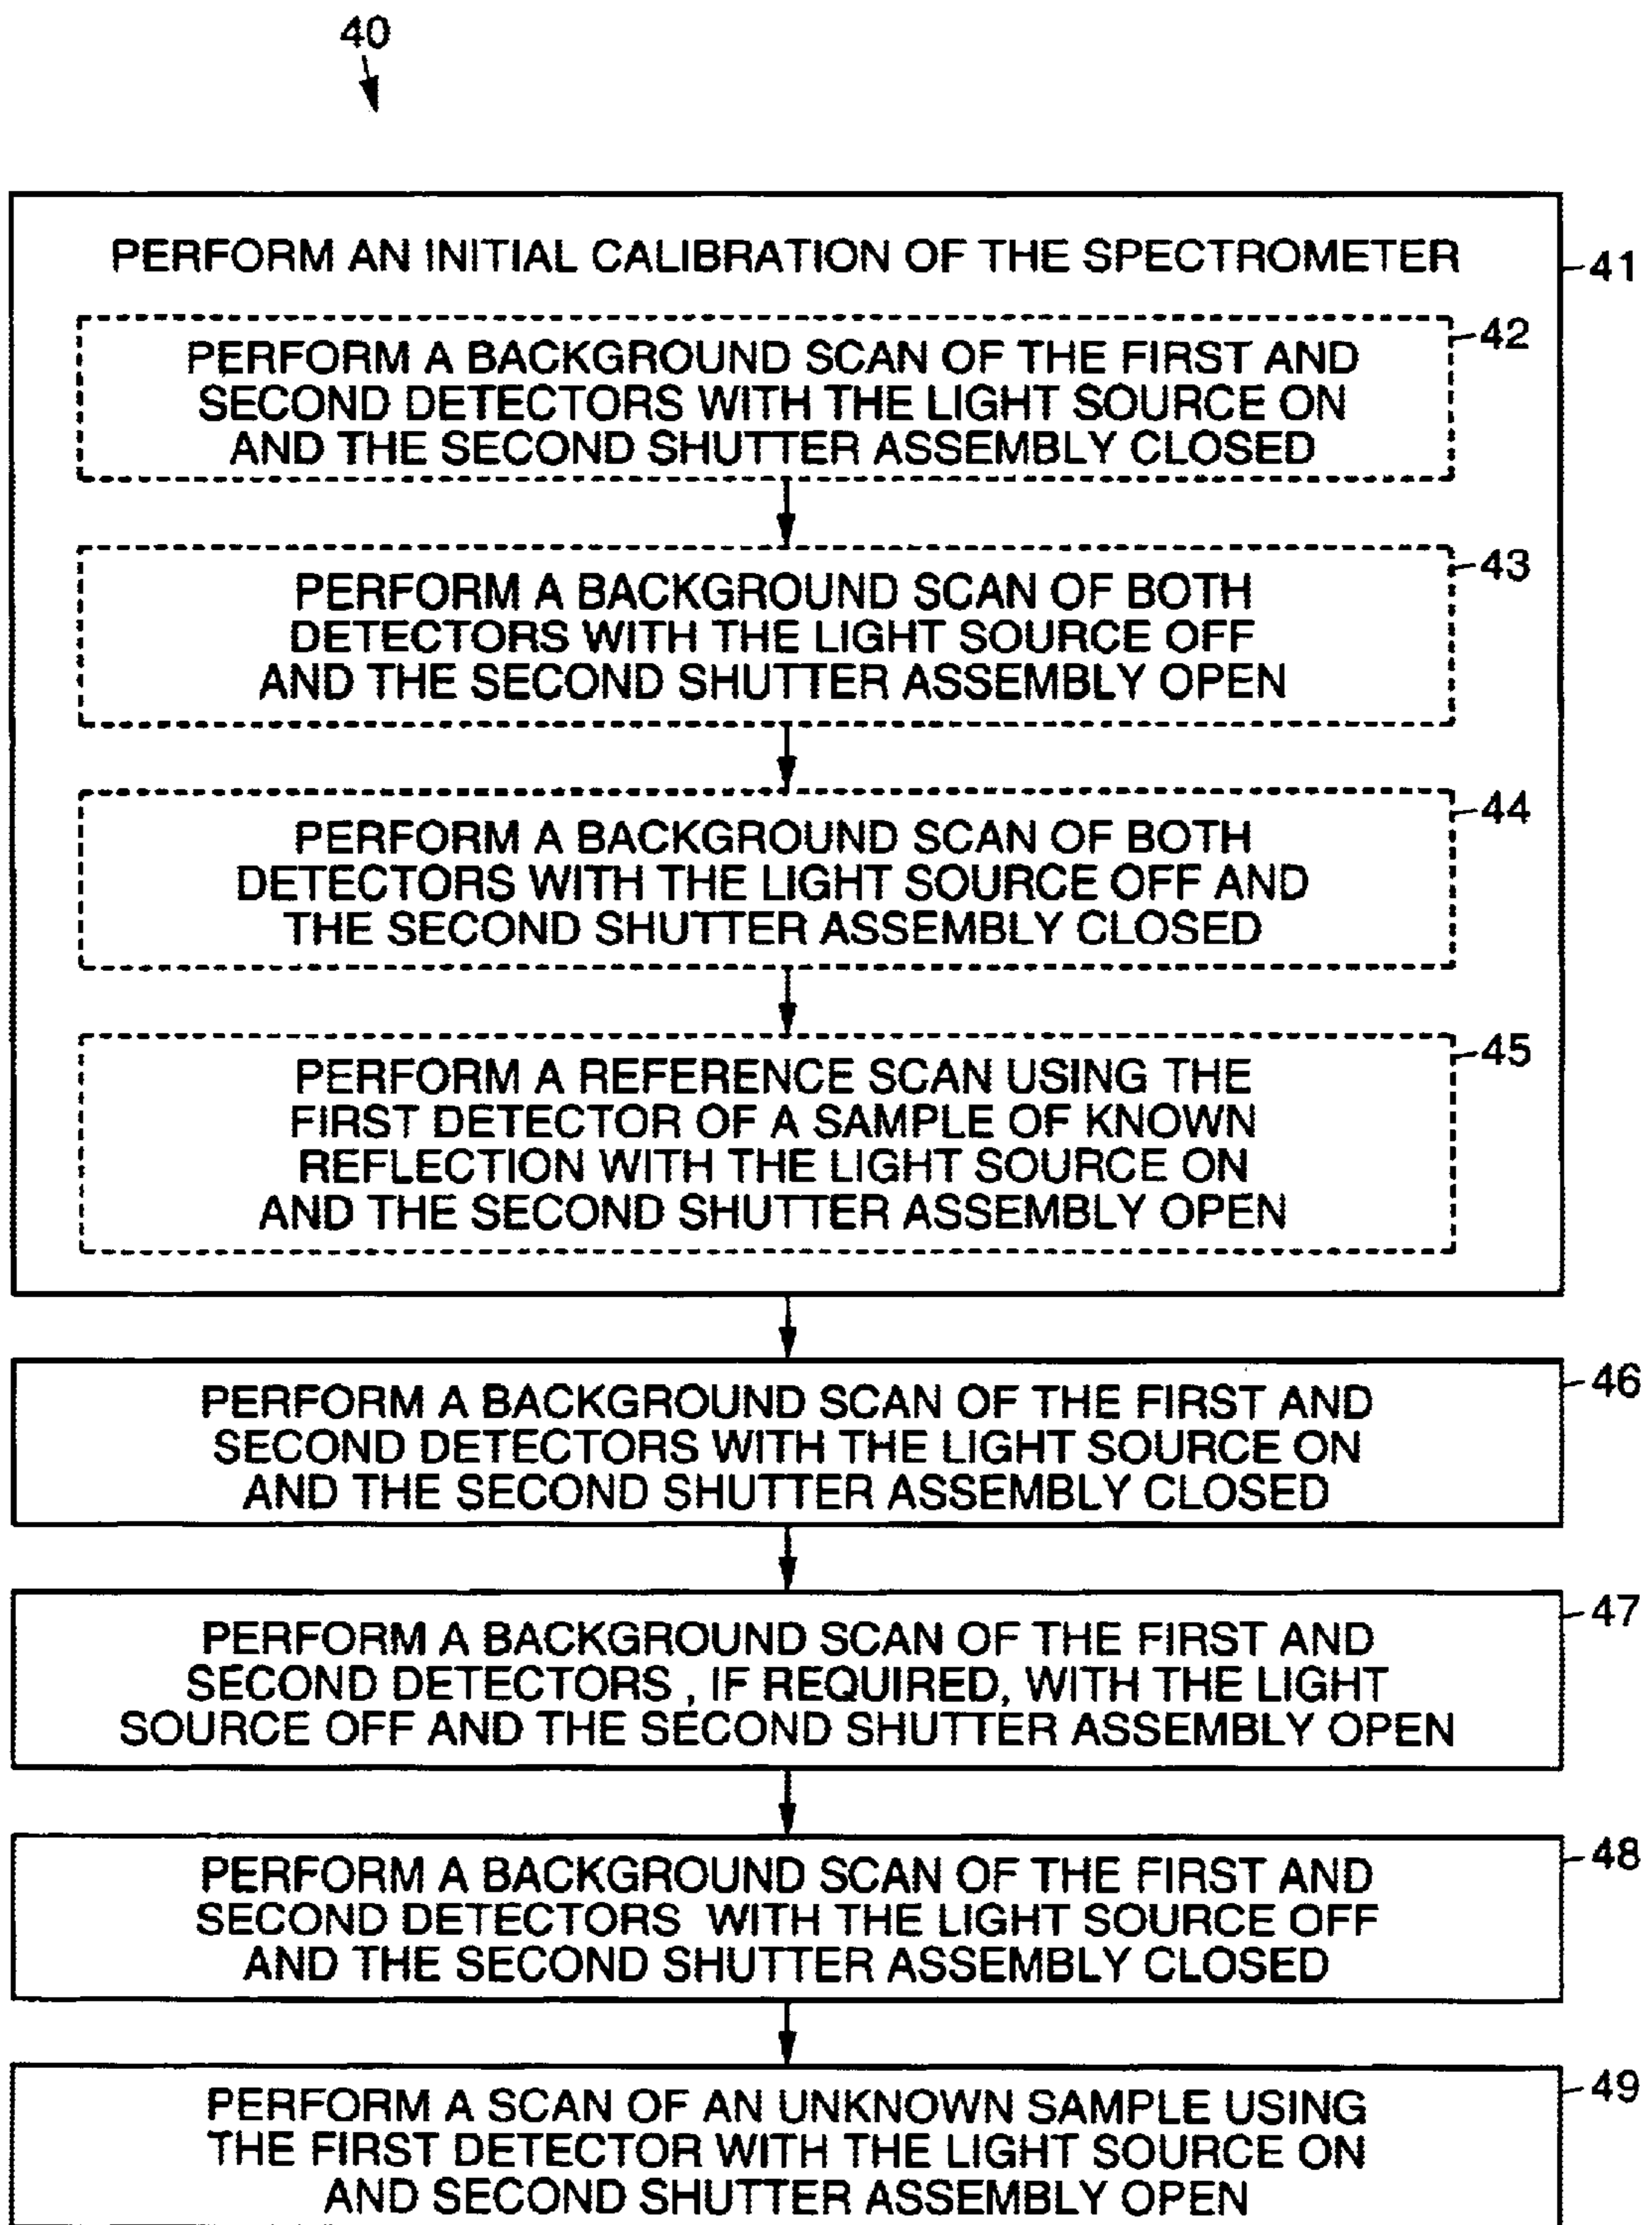 40
PERFORM AN INITIAL CALIBRATION OF THE SPECTROMETER
41
PERFORM A BACKGROUND SCAN OF THE FIRST AND
SECOND DETECTORS WITH THE LIGHT SOURCE ON
AND THE SECOND SHUTTER ASSEMBLY CLOSED
42
PERFORM A BACKGROUND SCAN OF BOTH
DETECTORS WITH THE LIGHT SOURCE OFF
AND THE SECOND SHUTTER ASSEMBLY OPEN
43
PERFORM A BACKGROUND SCAN OF BOTH
DETECTORS WITH THE LIGHT SOURCE OFF AND
THE SECOND SHUTTER ASSEMBLY CLOSED
44
PERFORM A REFERENCE SCAN USING THE
FIRST DETECTOR OF A SAMPLE OF KNOWN
REFLECTION WITH THE LIGHT SOURCE ON
AND THE SECOND SHUTTER ASSEMBLY OPEN
45
PERFORM A BACKGROUND SCAN OF THE FIRST AND
SECOND DETECTORS WITH THE LIGHT SOURCE ON
AND THE SECOND SHUTTER ASSEMBLY CLOSED
46
PERFORM A BACKGROUND SCAN OF THE FIRST AND
SECOND DETECTORS , IF REQUIRED, WITH THE LIGHT
SOURCE OFF AND THE SECOND SHUTTER ASSEMBLY OPEN
47
PERFORM A BACKGROUND SCAN OF THE FIRST AND
SECOND DETECTORS WITH THE LIGHT SOURCE OFF
AND THE SECOND SHUTTER ASSEMBLY CLOSED
48
PERFORM A SCAN OF AN UNKNOWN SAMPLE USING
THE FIRST DETECTOR WITH THE LIGHT SOURCE ON
AND SECOND SHUTTER ASSEMBLY OPEN
49